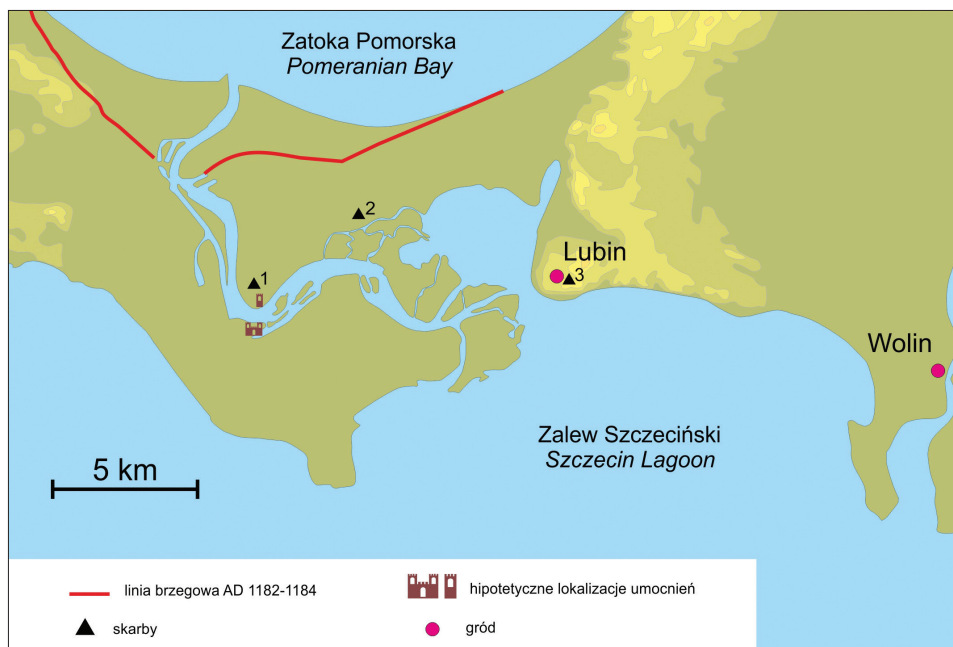 Zatoka Pomorska
Pomeranian Bay
2
1
Lubin
3
Wolin
Zalew Szczeciński
Szczecin Lagoon
5 km
linia brzegowa AD 1182-1184
hipotetyczne lokalizacje umocnień
skarby
gród